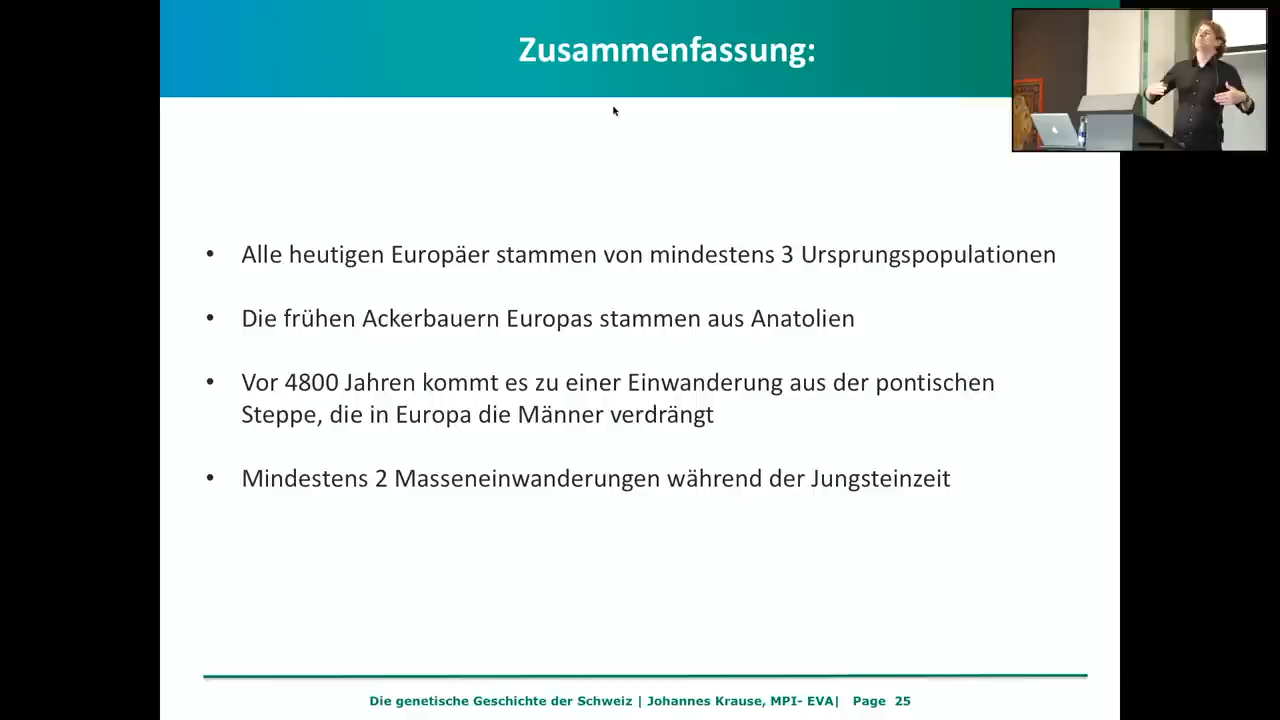 Zusammenfassung:
• Alle heutigen Europäer stammen von mindestens 3 Ursprungspopulationen
• Die frühen Ackerbauern Europas stammen aus Anatolien
• Vor 4800 Jahren kommt es zu einer Einwanderung aus der pontischen
Steppe, die in Europa die Männer verdrängt
• Mindestens 2 Masseneinwanderungen während der Jungsteinzeit
Die genetische Geschichte der Schweiz | Johannes Krause, MPI- EVA| Page 25